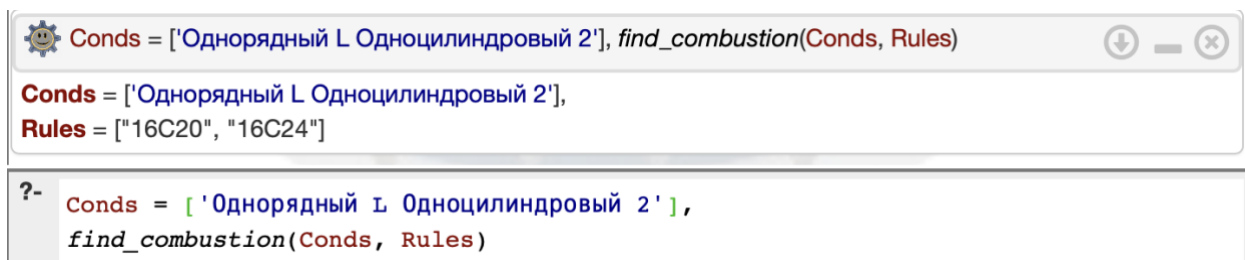 Conds = ['Однорядный L Одноцилиндровый 2'], find_combustion(Conds, Rules)
Conds = ['Однорядный L Одноцилиндровый 2'],
Rules = ["16C20", "16C24"]
?- Conds = ['Однорядный L Одноцилиндровый 2'],
find_combustion(Conds, Rules)